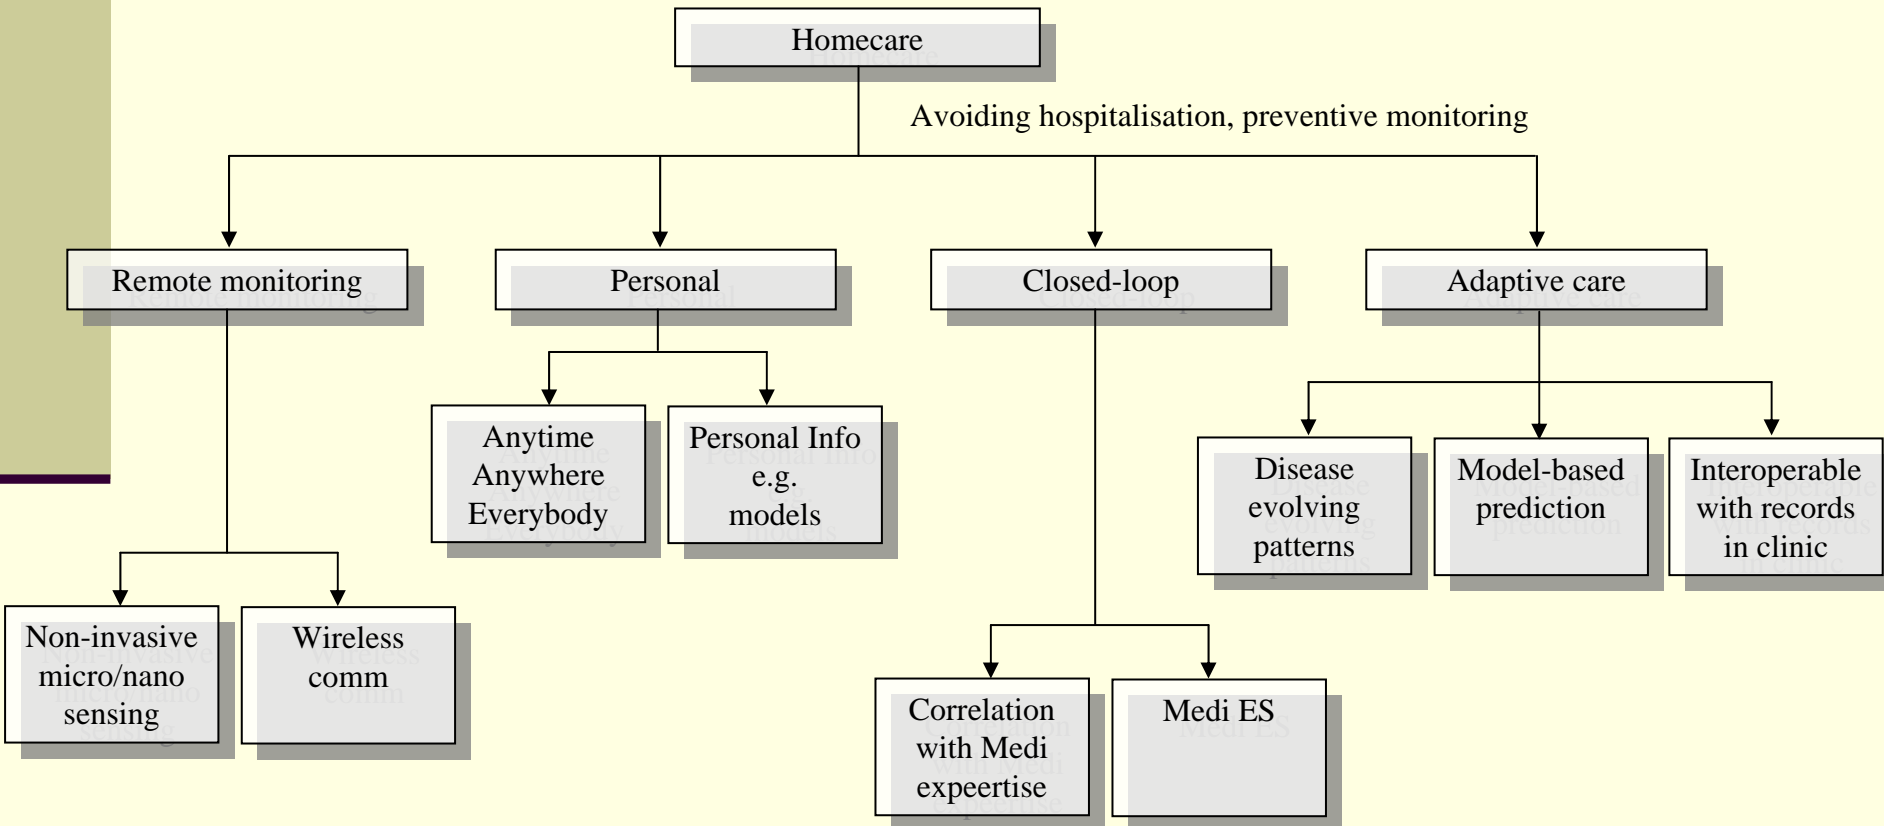 Homecare
Avoiding hospitalisation, preventive monitoring
Remote monitoring
Personal
Closed-loop
Adaptive care
Anytime
Anywhere
Everybody
Personal Info
e.g.
models
Disease
evolving
patterns
Model-based
prediction
Interoperable
with records
in clinic
Non-invasive
micro/nano
sensing
Wireless
comm
Correlation
with Medi
expeertise
Medi ES